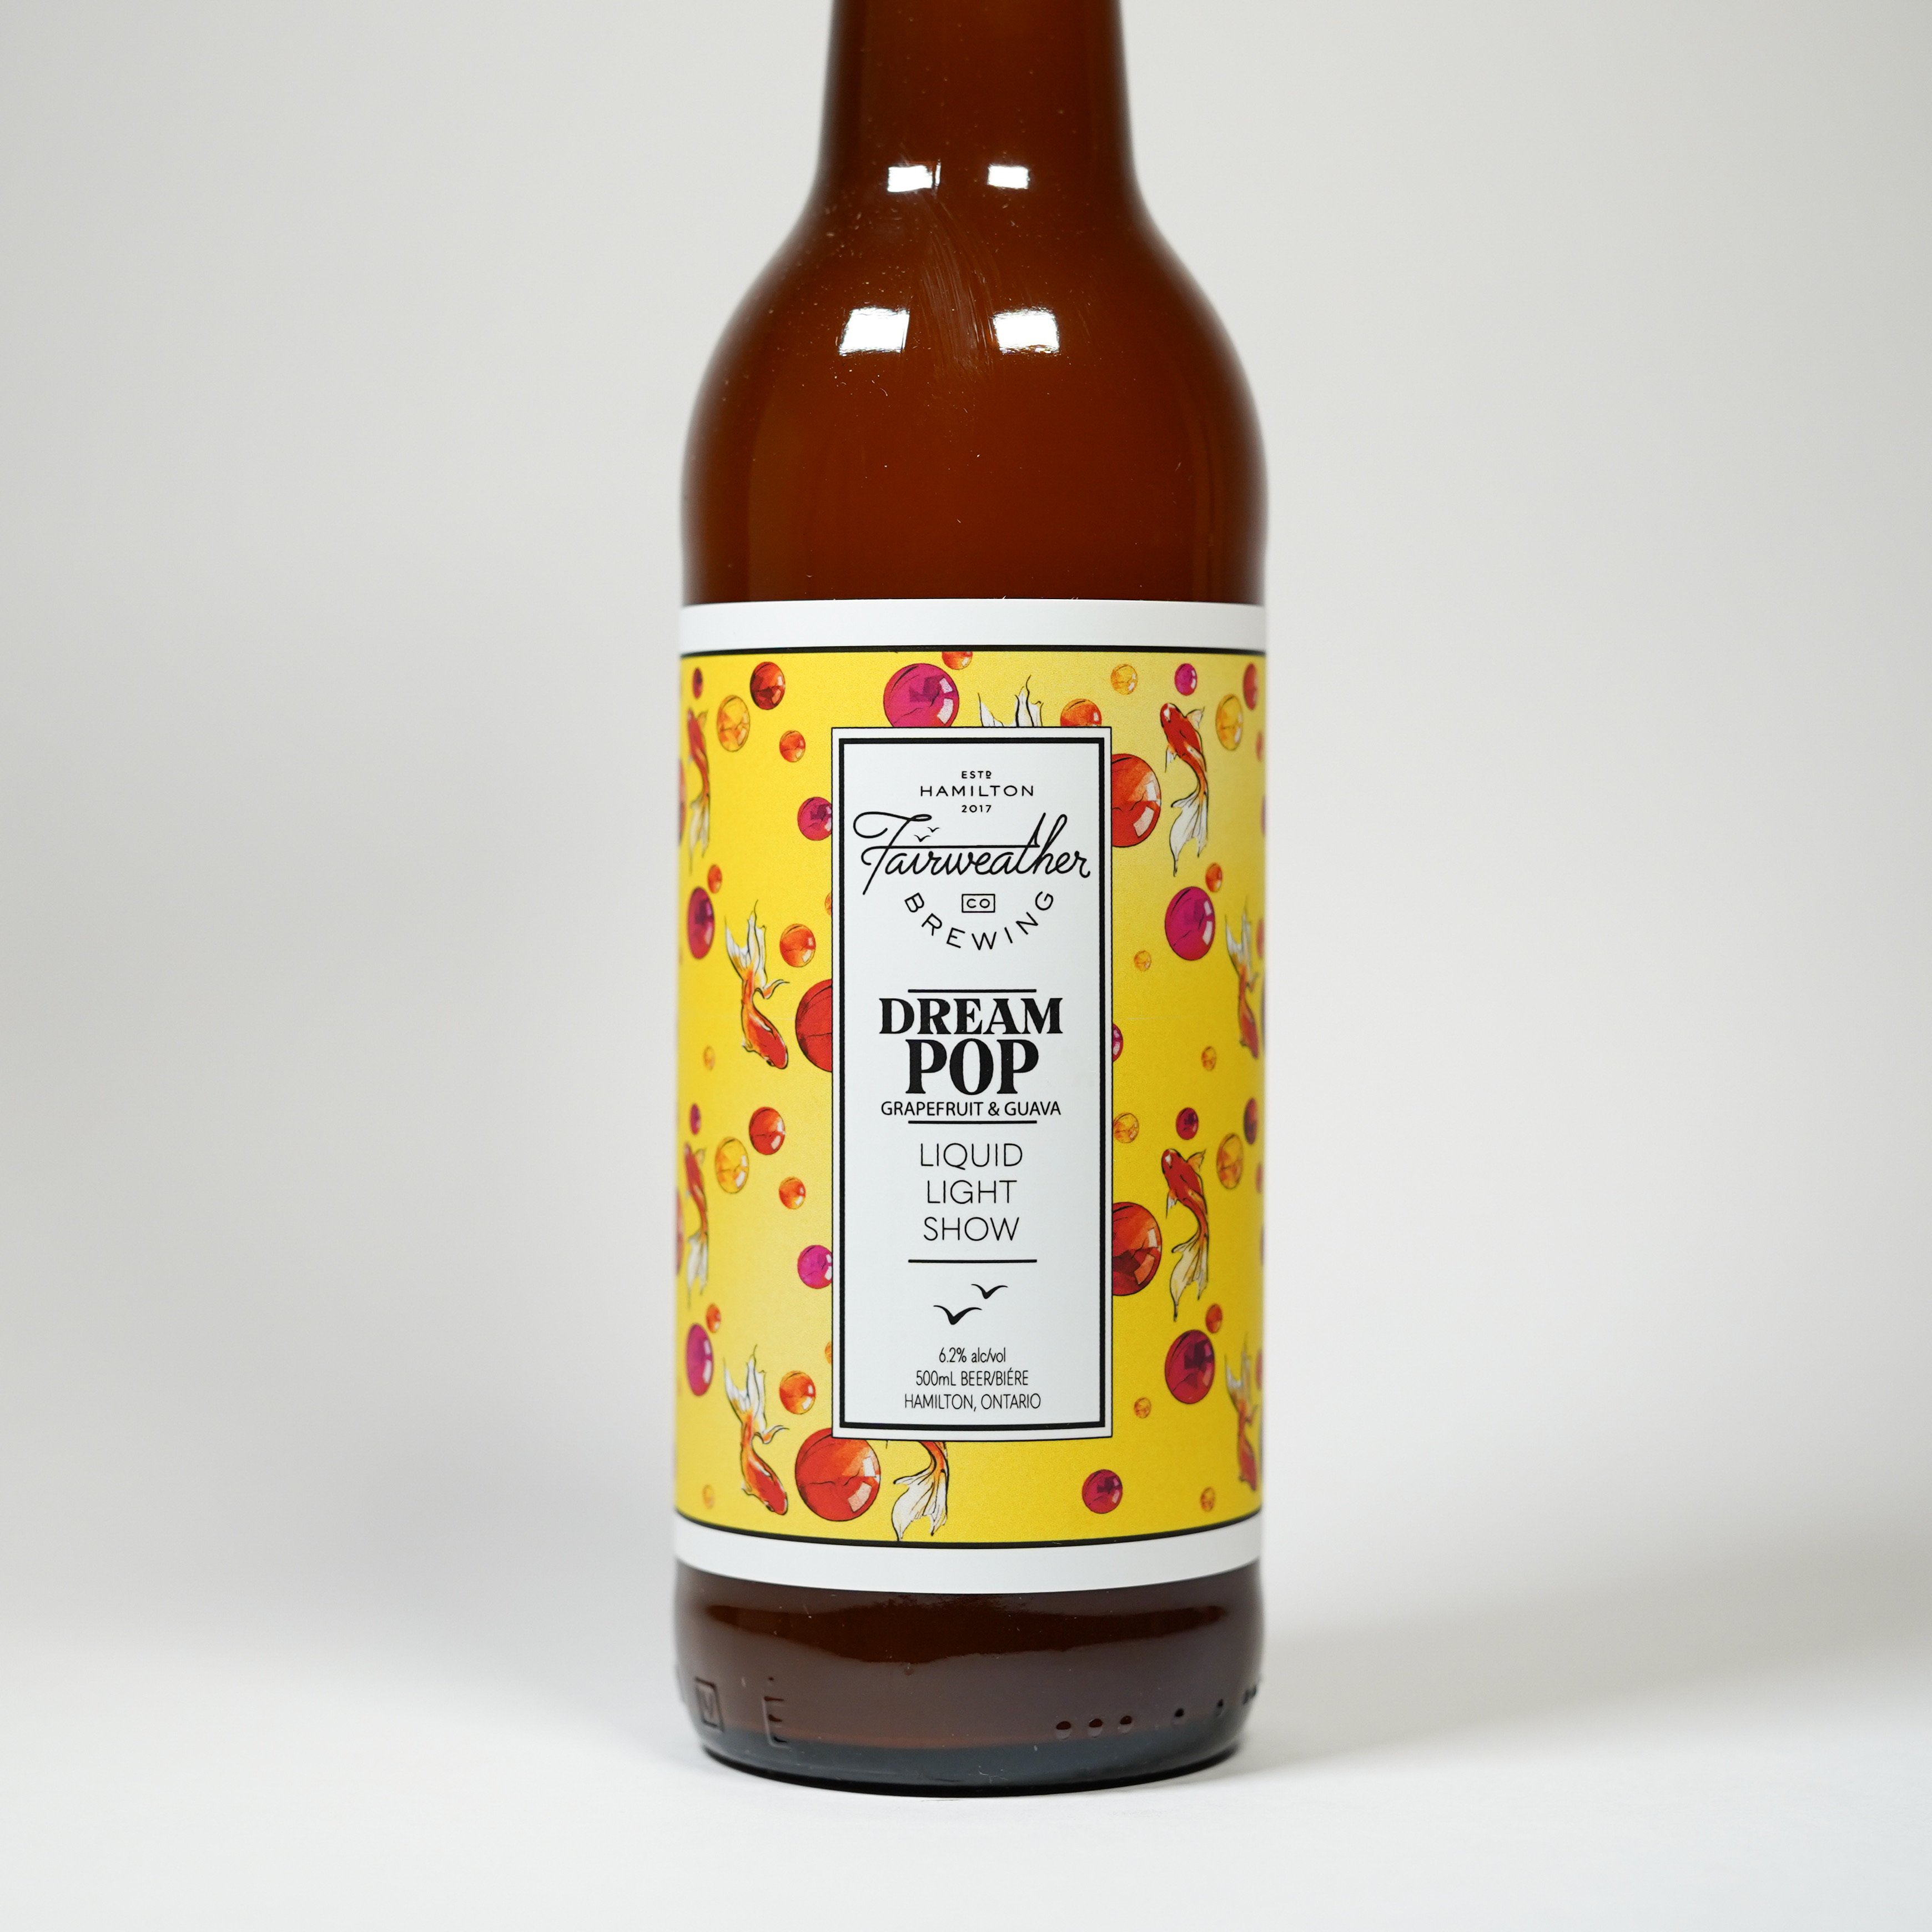 ESTD
HAMILTON
2017
Fairweather
CO
BREWING
DREAM
POP
GRAPEFRUIT & GUAVA
LIQUID
LIGHT
SHOW
6.2% alc/vol
500mL BEER/BIÉRE
HAMILTON, ONTARIO